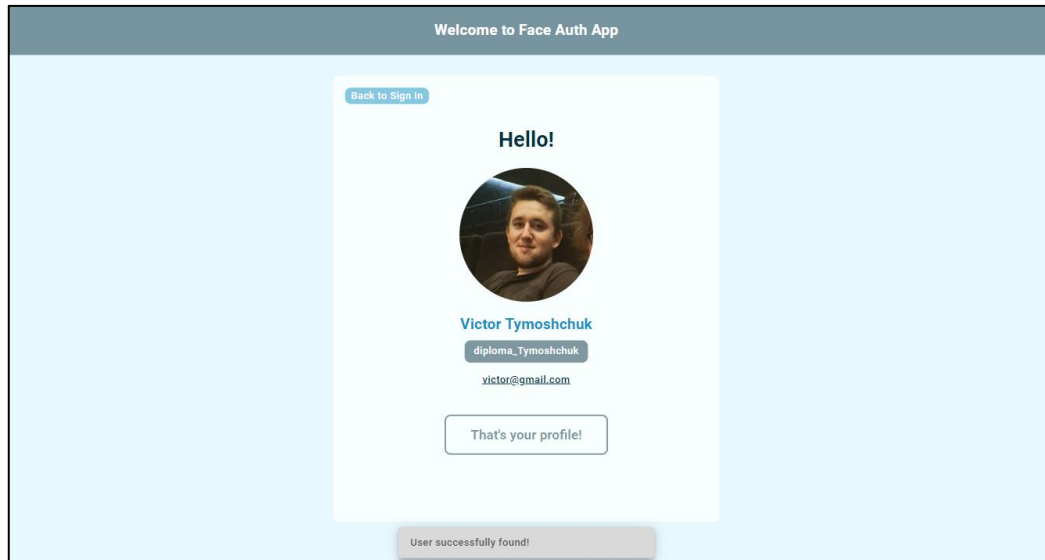 Welcome to Face Auth App
Back to Sign In
Hello!
Victor Tymoshchuk
diploma_Tymoshchuk
victor@gmail.com
That's your profile!
User successfully found!